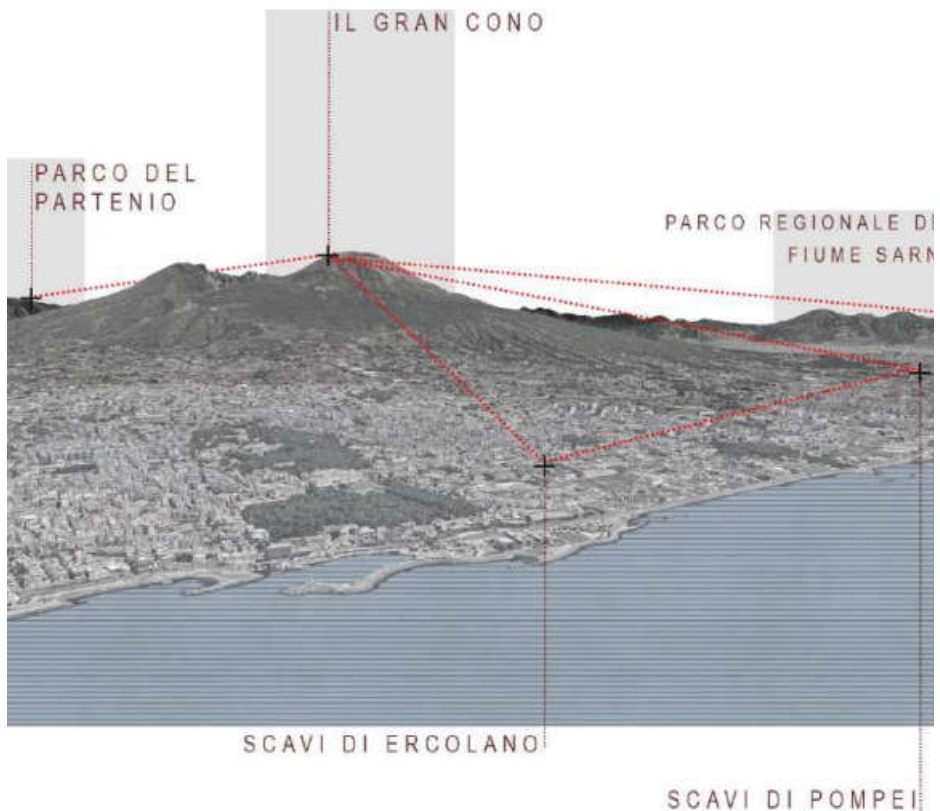 IL GRAN CONO
PARCO DEL
PARTENIO
PARCO REGIONALE
FIUME
SCAVI DI ERCOLANO
SCAVI DI POMPEI